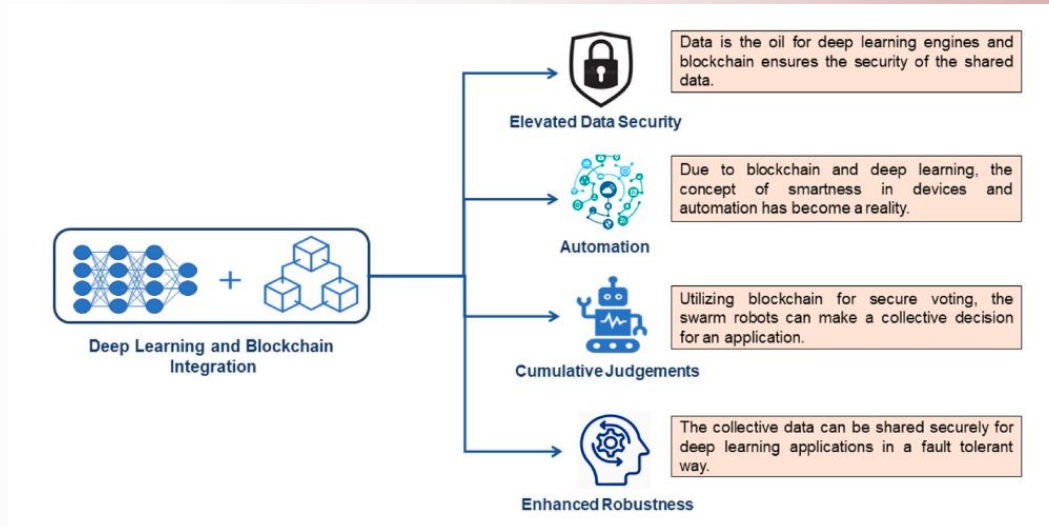 Data is the oil for deep learning engines and
blockchain ensures the security of the shared
data.
Elevated Data Security
Due to blockchain and deep learning, the
concept of smartness in devices and
automation has become a reality.
Automation
+
Deep Learning and Blockchain
Integration
Utilizing blockchain for secure voting, the
swarm robots can make a collective decision
for an application.
Cumulative Judgements
The collective data can be shared securely for
deep learning applications in a fault tolerant
way.
Enhanced Robustness